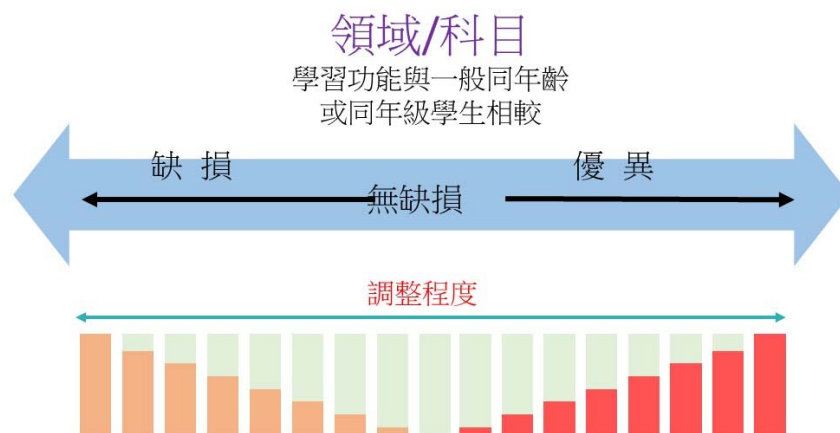 領域/科目
學習功能與一般同年齡
或同年級學生相較
缺 損
無缺損
優 異
調整程度